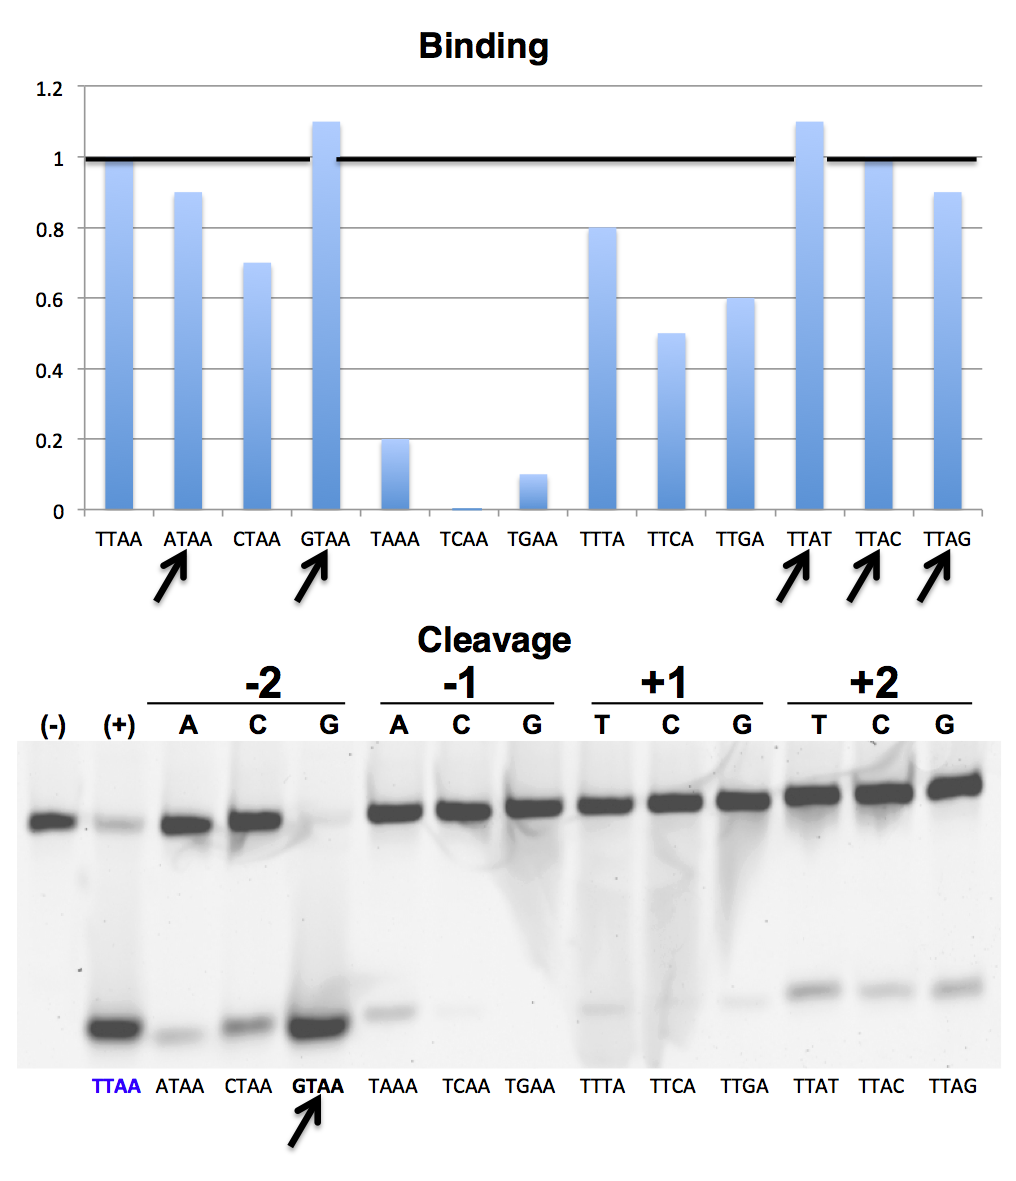 Binding
1.2
1
0.8
0.6
0.4
0.2
0
TTAA ATAA CTAA GTAA TAAA TCAA TGAA TTTA TTCA TTGA TTAT TTAC TTAG
Cleavage
-2 -1 +1 +2
(-) (+) A C G A C G T C G T C G
TTAA ATAA CTAA GTAA TAAA TCAA TGAA TTTA TTCA TTGA TTAT TTAC TTAG